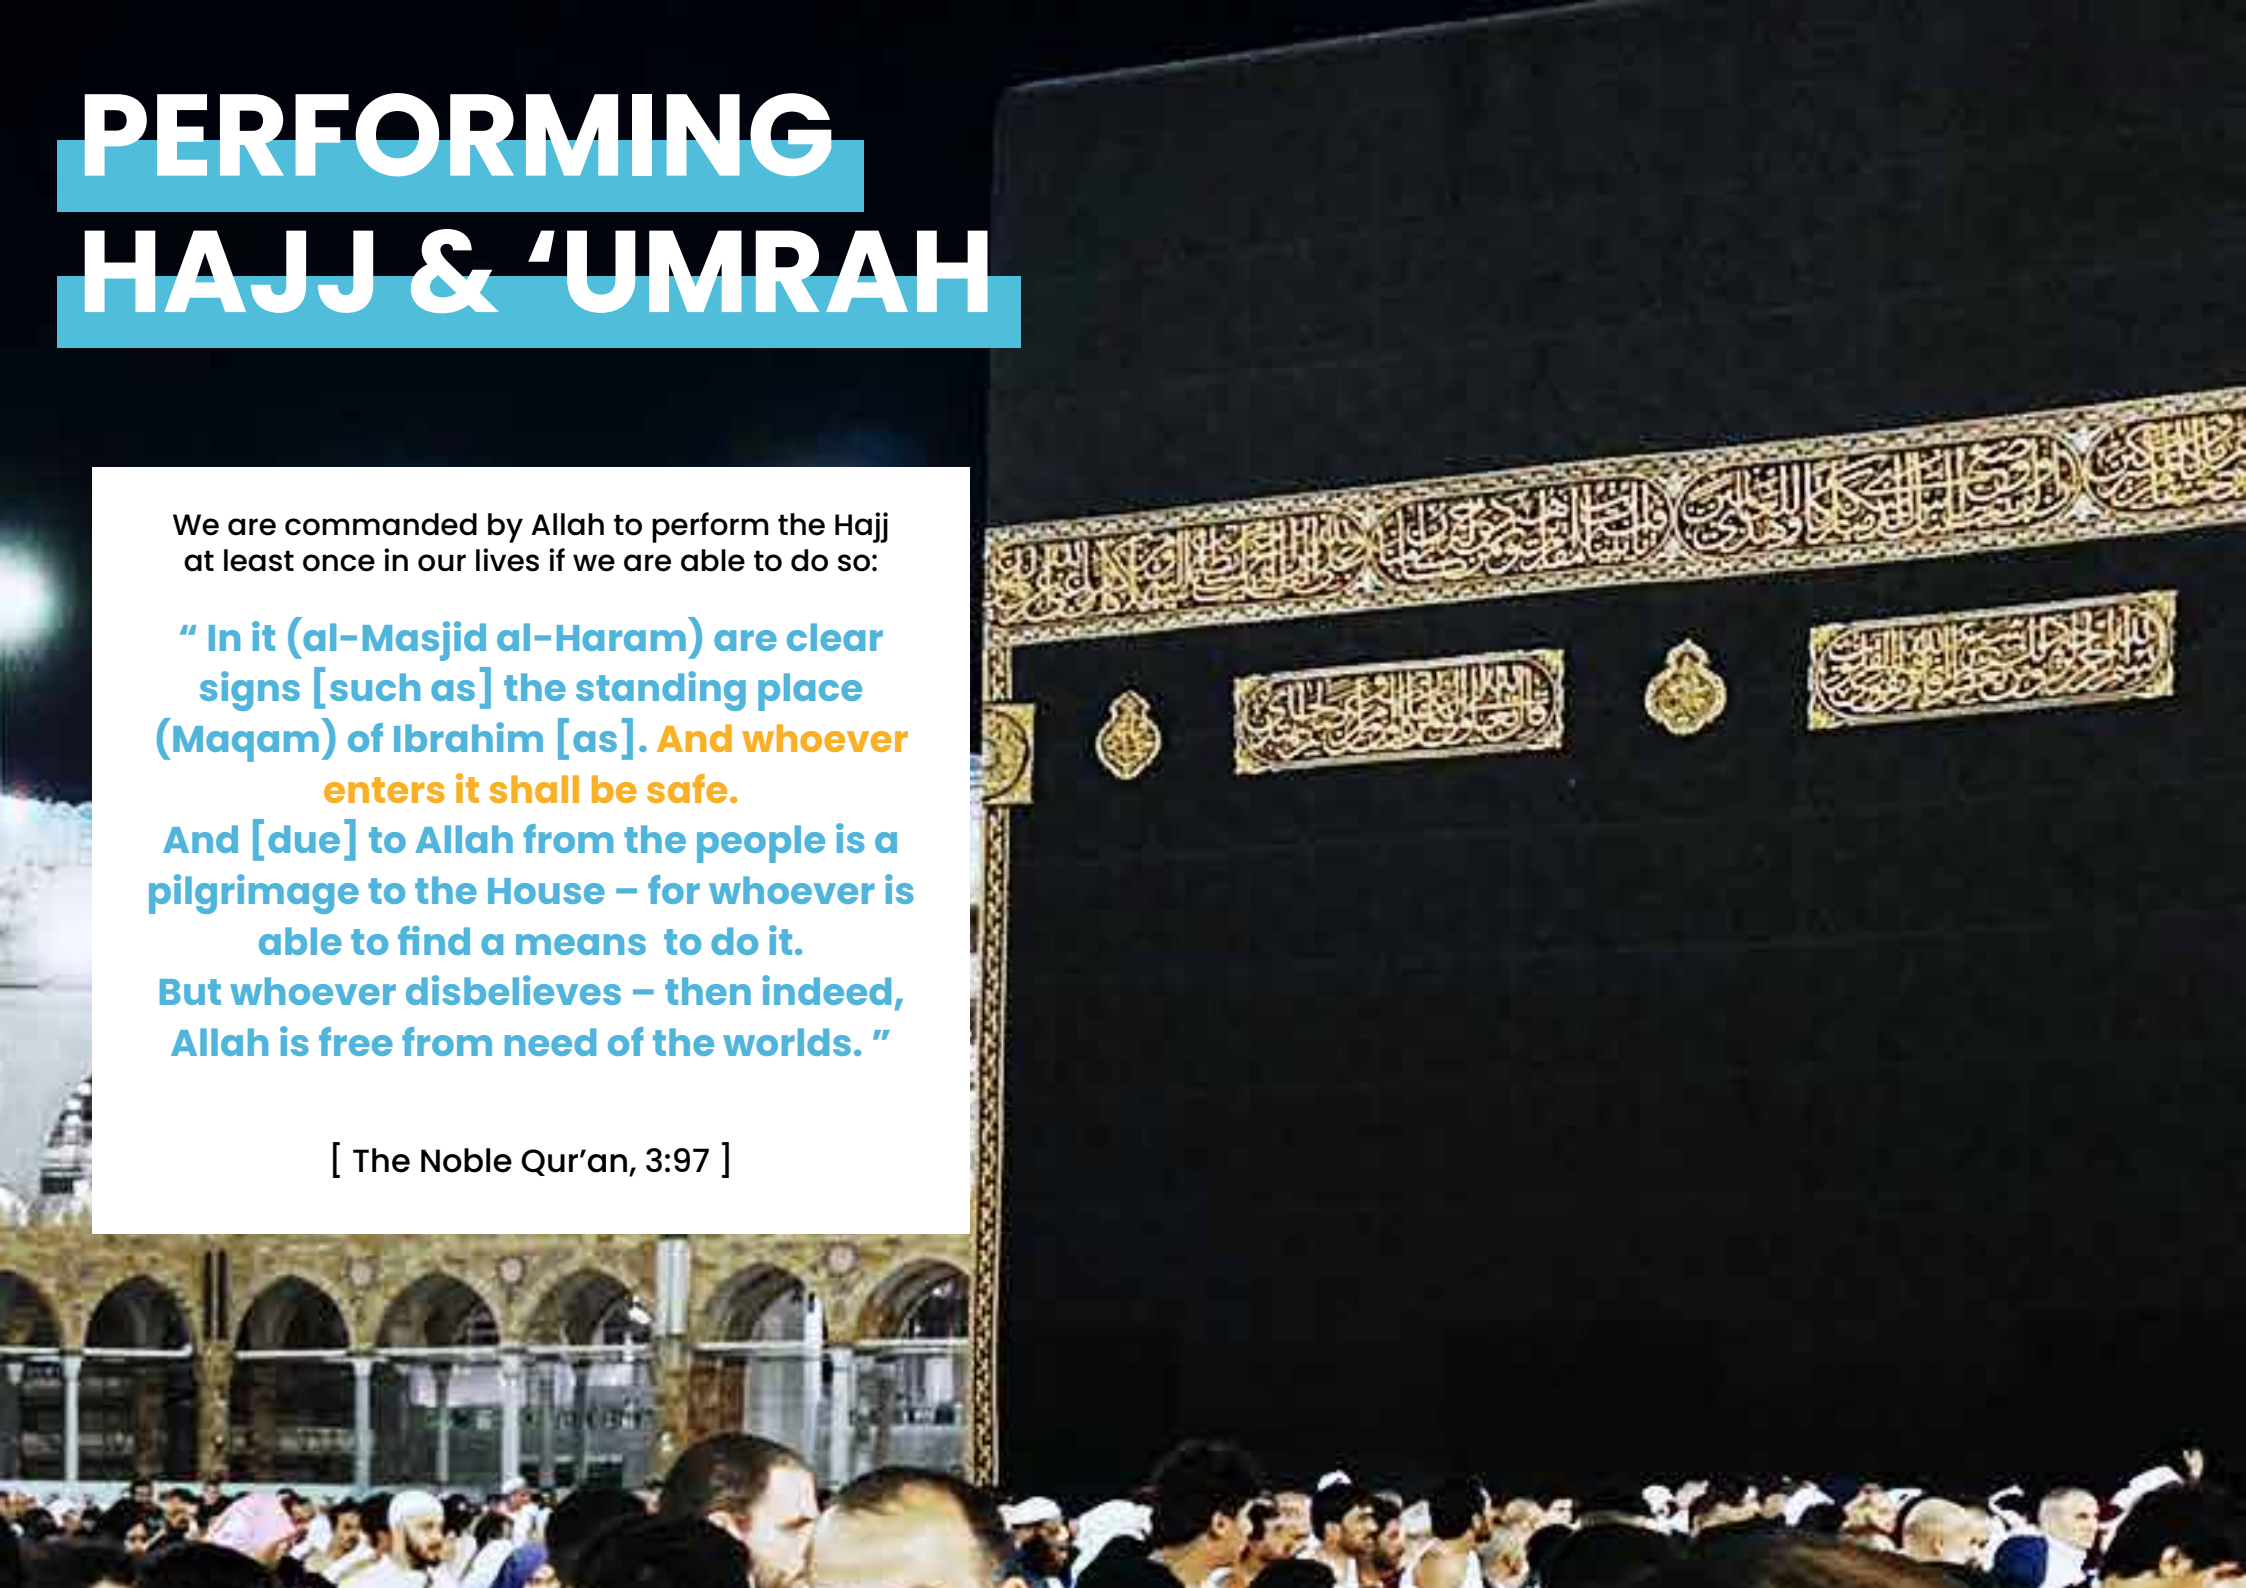 PERFORMING
HAJJ & ‘UMRAH
We are commanded by Allah to perform the Hajj
at least once in our lives if we are able to do so:
“ In it (al-Masjid al-Haram) are clear
signs [such as] the standing place
(Maqam) of Ibrahim [as]. And whoever
enters it shall be safe.
And [due] to Allah from the people is a
pilgrimage to the House – for whoever is
able to find a means  to do it.
But whoever disbelieves – then indeed,
Allah is free from need of the worlds. ”
[ The Noble Qur’an, 3:97 ]